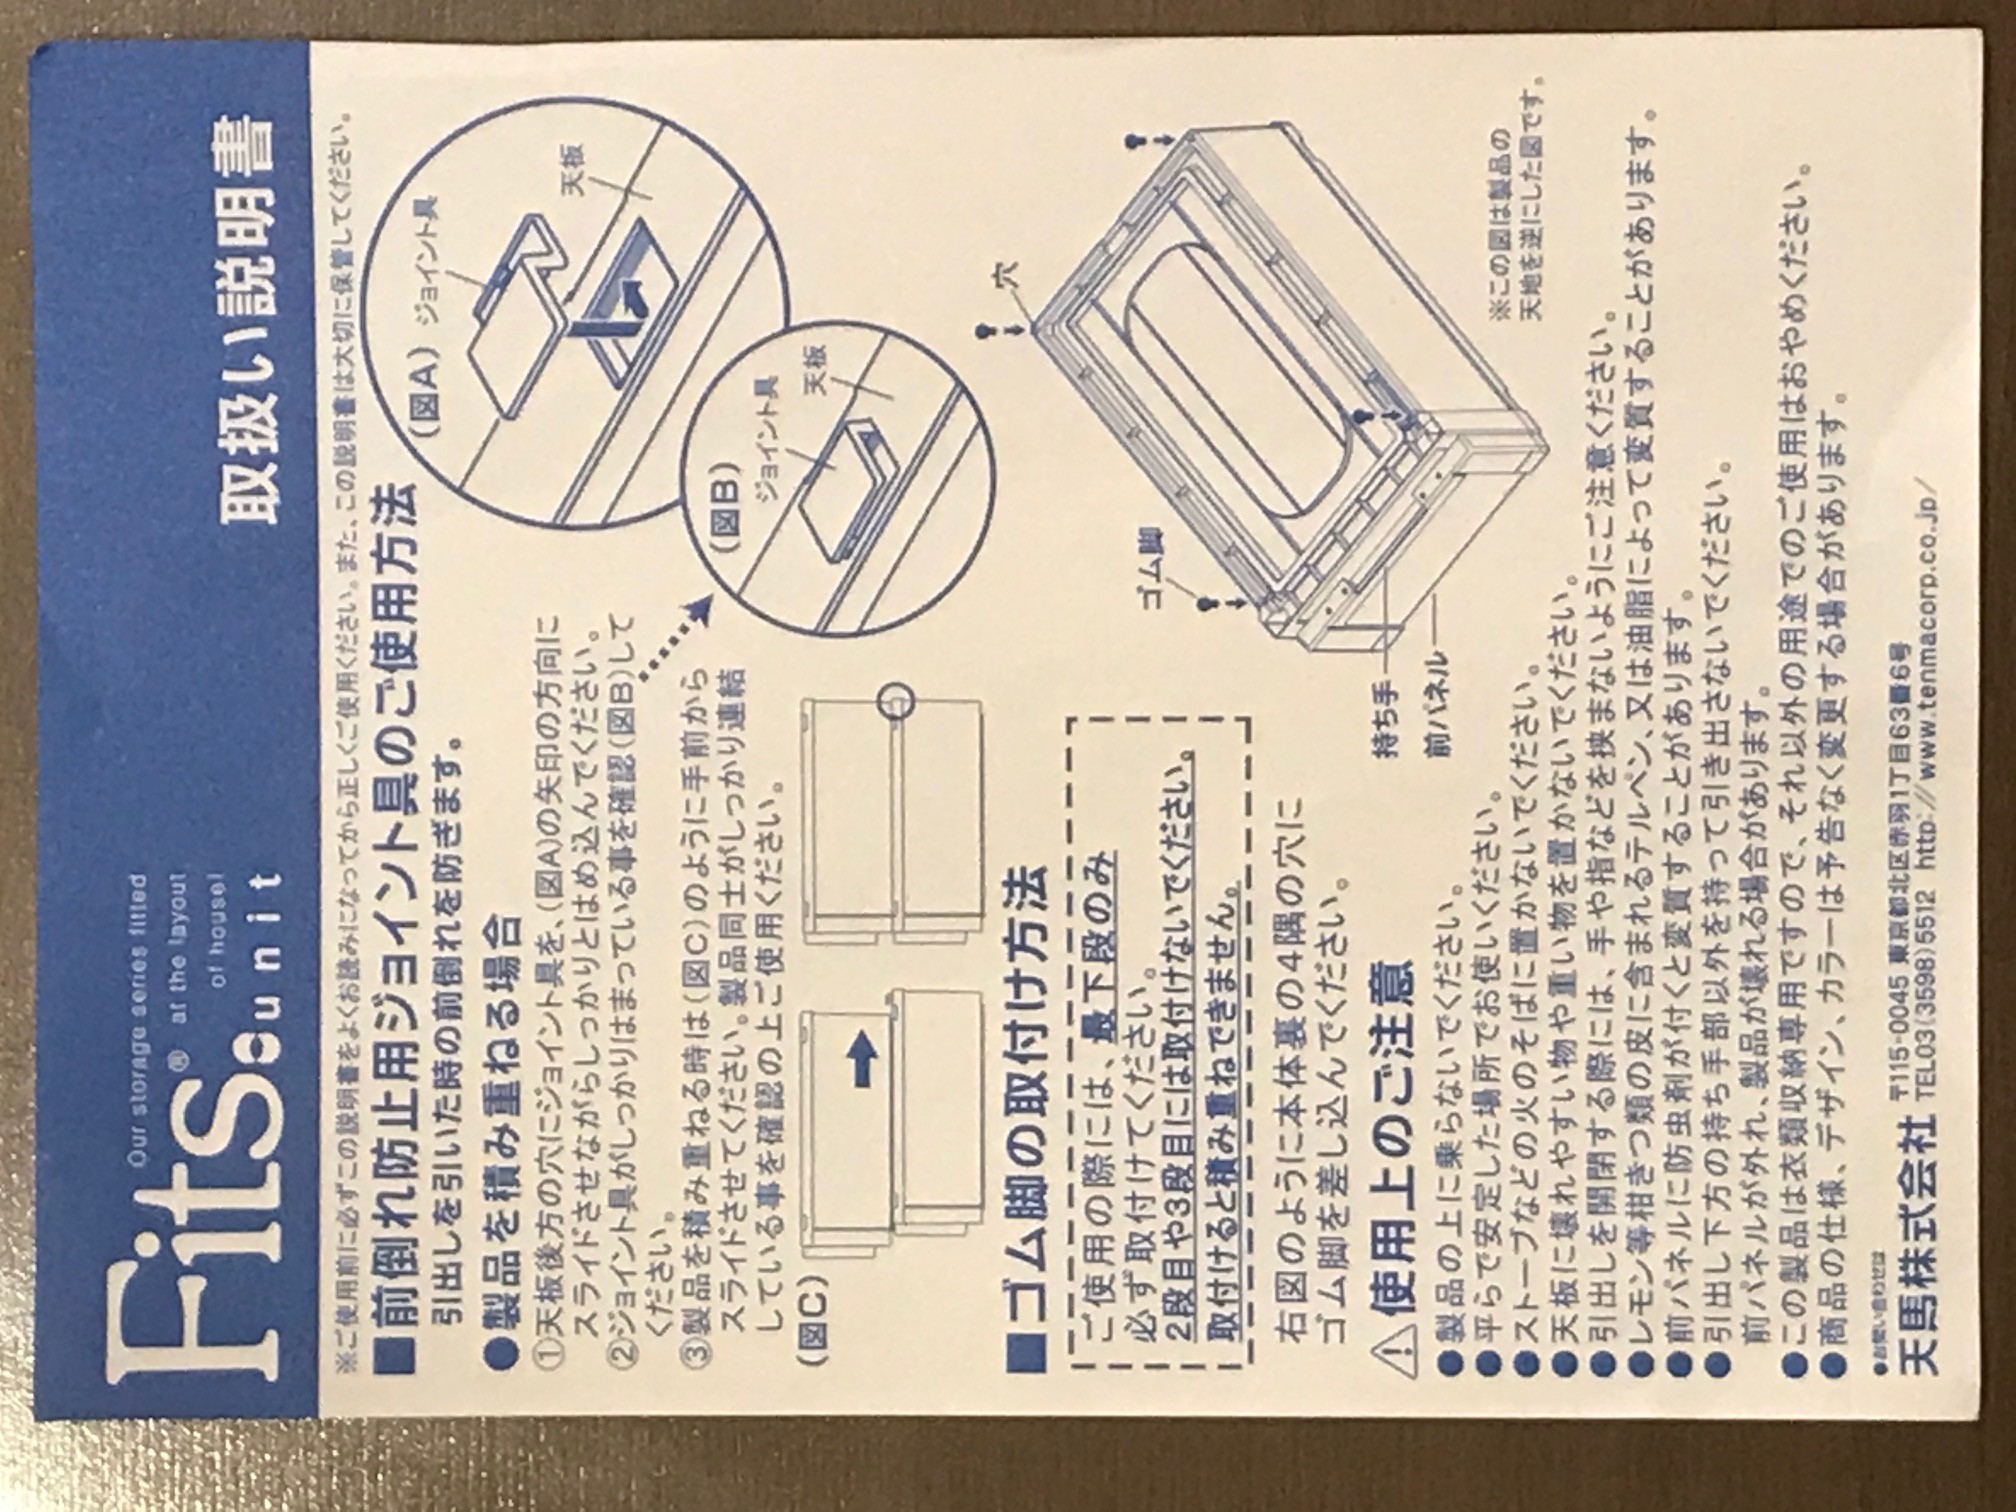 Our storage series fitted
at the layout
of house!
Fits® unit
取扱い説明書
※ご使用前に必ずこの説明書をよくお読みになってから正しくご使用ください。また、この説明書は大切に保管してください。
■前倒れ防止用ジョイント具のご使用方法
引出しを引いた時の前倒れを防ぎます。
●製品を積み重ねる場合
①天板後方の穴にジョイント具を、(図A)の矢印の方向に
スライドさせながらしっかりとはめ込んでください。
②ジョイント具がしっかりはまっている事を確認(図B)して
ください。
③製品を積み重ねる時は(図C)のように手前から
スライドさせてください。製品同士がしっかり連結
している事を確認の上ご使用ください。
(図A)
ジョイント具
天板
(図B)
ジョイント具
天板
(図C)
■ゴム脚の取付け方法
ご使用の際には、最下段のみ
必ず取付けてください。
2段目や3段目には取付けないでください。
取付けると積み重ねできません。
右図のように本体裏の4隅の穴に
ゴム脚を差し込んでください。
穴
ゴム脚
持ち手
前パネル
※この図は製品の
天地を逆にした図です。
⚠使用上のご注意
●製品の上に乗らないでください。
●平らで安定した場所でお使いください。
●ストーブなどの火のそばに置かないでください。
●天板に壊れやすい物や重い物を置かないでください。
●引出しを開閉する際には、手や指などを挟まないようにご注意ください。
●レモン等柑きつ類の皮に含まれるテルペン、又は油脂によって変質することがあります。
●前パネルに防虫剤が付くと変質することがあります。
●引出し下方の持ち手部以外を持って引き出さないでください。
前パネルが外れ、製品が壊れる場合があります。
●この製品は衣類収納専用ですので、それ以外の用途でのご使用はおやめください。
●商品の仕様、デザイン、カラーは予告なく変更する場合があります。
●お問い合わせは
天馬株式会社
〒115-0045 東京都北区赤羽1丁目63番6号
TEL03(3598)5512 http://www.tenmacorp.co.jp/